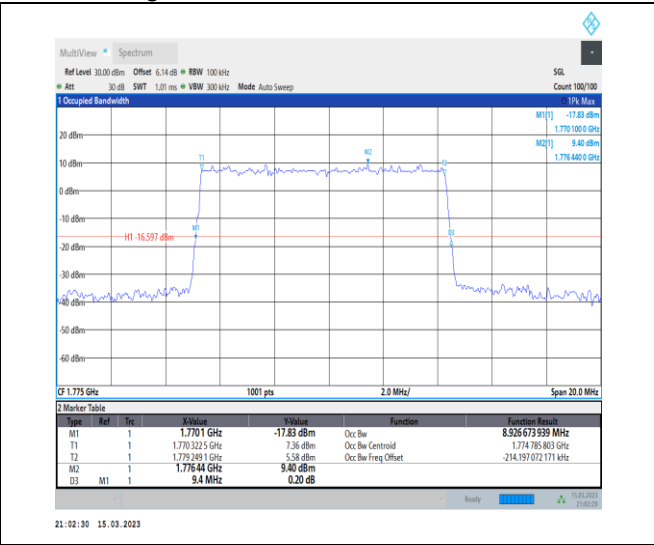 MultiView Spectrum
Ref Level 30.00 dBm Offset 6.14 dB RBW 100 kHz SGL
Att 30 dB SWT 1.01 ms VBW 300 kHz Mode Auto Sweep Count 100/100
1 Occupied Bandwidth 1Pk Max
M1[1] -17.83 dBm
1.770 100 0 GHz
M2[1] 9.40 dBm
1.776 440 0 GHz
20 dBm
M2
T1 T2
10 dBm
0 dBm
-10 dBm
M1 D3
H1 -16.597 dBm
-20 dBm
-30 dBm
-40 dBm
-50 dBm
-60 dBm
CF 1.775 GHz 1001 pts 2.0 MHz/ Span 20.0 MHz
2 Marker Table
Type Ref Trc X-Value Y-Value Function Function Result
M1 1 1.7701 GHz -17.83 dBm Occ Bw 8.926 673 939 MHz
T1 1 1.770 322 5 GHz 7.36 dBm Occ Bw Centroid 1.774 785 803 GHz
T2 1 1.779 249 1 GHz 5.58 dBm Occ Bw Freq Offset -214.197 072 171 kHz
M2 1 1.77644 GHz 9.40 dBm
D3 M1 1 9.4 MHz 0.20 dB
Ready 15.03.2023
21:02:29
21:02:30 15.03.2023